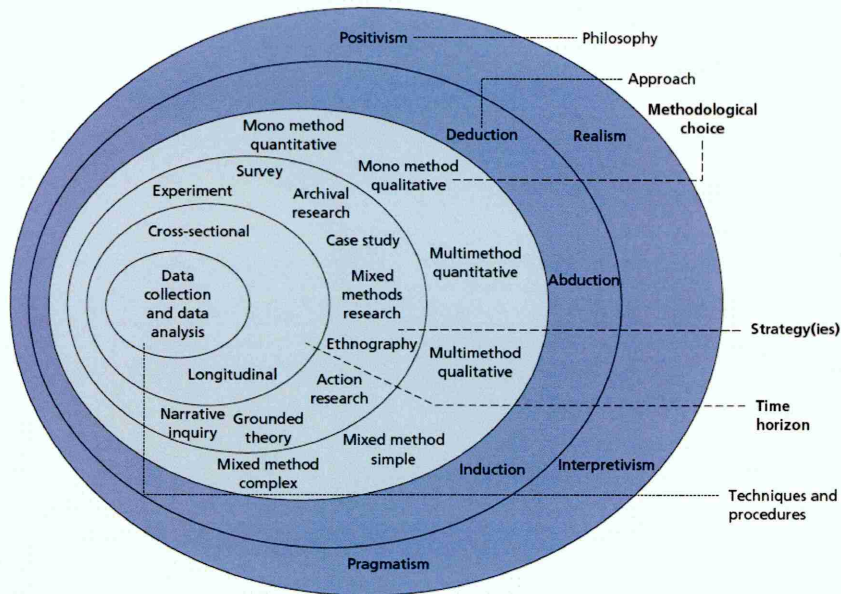 Positivism
Philosophy
Approach
Methodological
choice
Mono method
quantitative
Deduction
Realism
Mono method
qualitative
Survey
Experiment
Archival
research
Cross-sectional
Case study
Multimethod
quantitative
Data
collection
and data
analysis
Mixed
methods
research
Abduction
Strategy(ies)
Ethnography
Multimethod
qualitative
Longitudinal
Action
research
Time
horizon
Narrative
inquiry
Grounded
theory
Mixed method
simple
Mixed method
complex
Induction
Interpretivism
Techniques and
procedures
Pragmatism